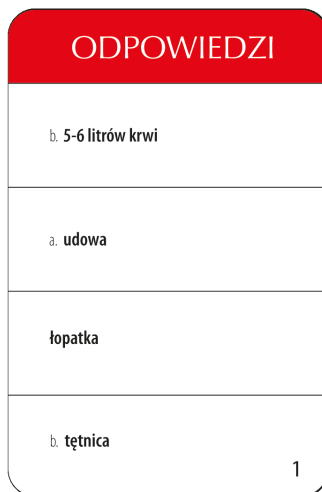 ODPOWIEDZI
b. 5-6 litrów krwi
a. udowa
łopatka
b. tętnica
1